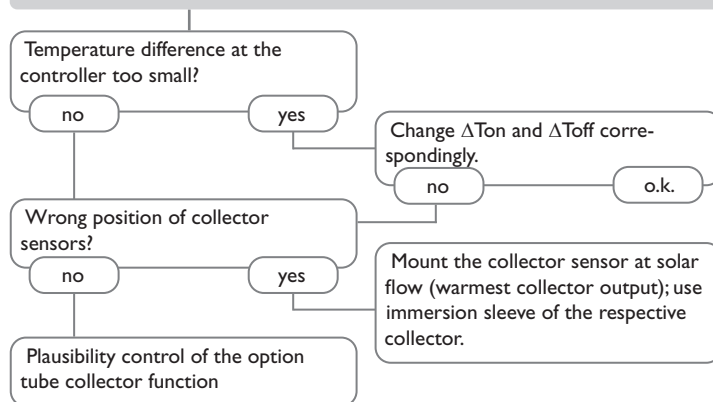 Temperature difference at the
controller too small?
no
yes
Change ΔTon and ΔToff corre-
spondingly.
no
o.k.
Wrong position of collector
sensors?
no
yes
Mount the collector sensor at solar
flow (warmest collector output); use
immersion sleeve of the respective
collector.
Plausibility control of the option
tube collector function